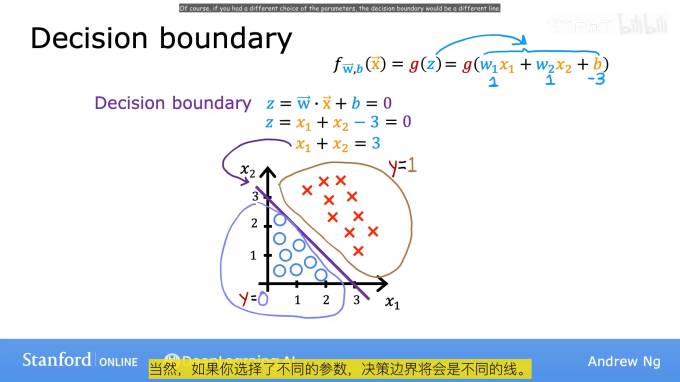 Of course, if you had a different choice of the parameters, the decision boundary would be a different line.
bilibili
Decision boundary
f w⃗,b (x⃗) = g(z) = g(w₁x₁ + w₂x₂ + b)
1 1 -3
Decision boundary z = w⃗ · x⃗ + b = 0
z = x₁ + x₂ − 3 = 0
x₁ + x₂ = 3
x₂
y=1
3
2
1
y=0
1 2 3 x₁
Stanford ONLINE DeepLearning.AI Andrew Ng
当然，如果你选择了不同的参数，决策边界将会是不同的线。